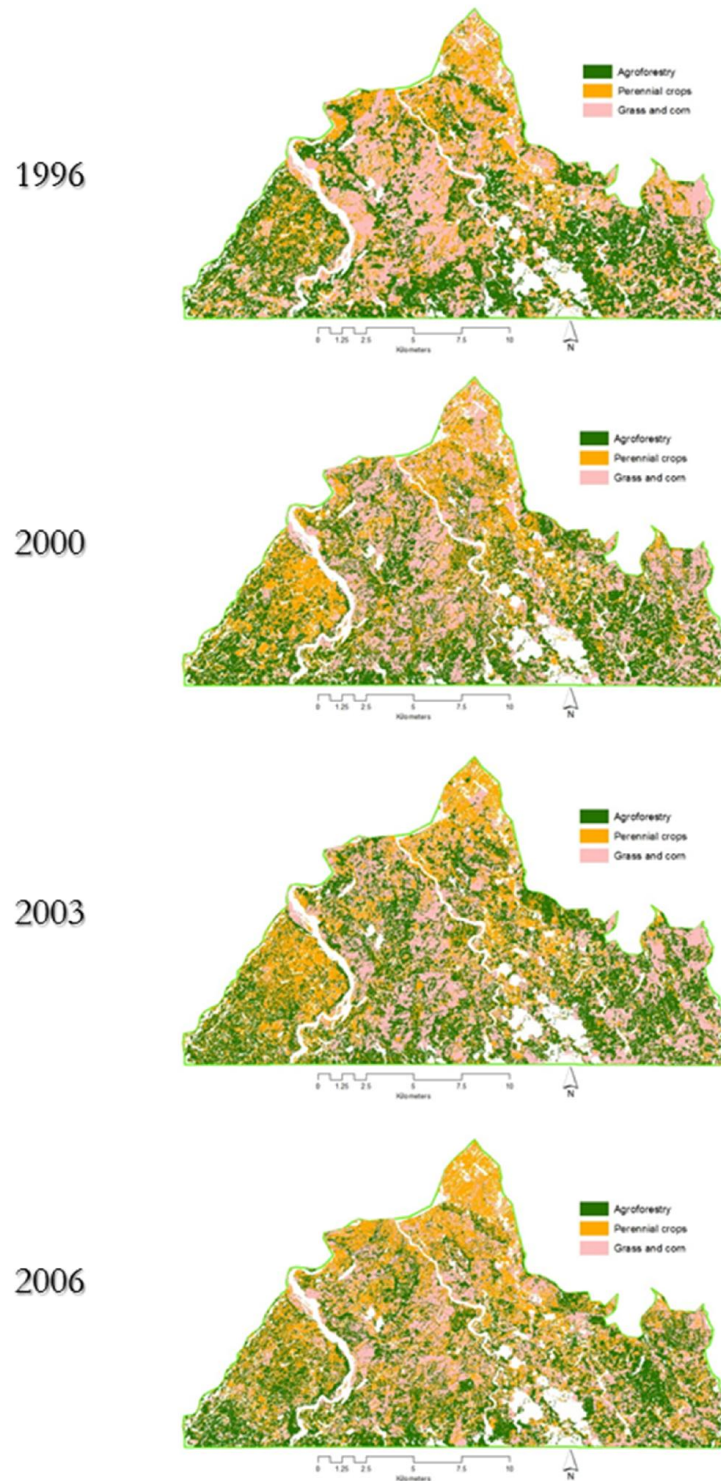 1996
Agroforestry
Perennial crops
Grass and corn
0 1.25 2.5 5 7.5 10
Kilometers
N
2000
Agroforestry
Perennial crops
Grass and corn
0 1.25 2.5 5 7.5 10
Kilometers
N
2003
Agroforestry
Perennial crops
Grass and corn
0 1.25 2.5 5 7.5 10
Kilometers
N
2006
Agroforestry
Perennial crops
Grass and corn
0 1.25 2.5 5 7.5 10
Kilometers
N